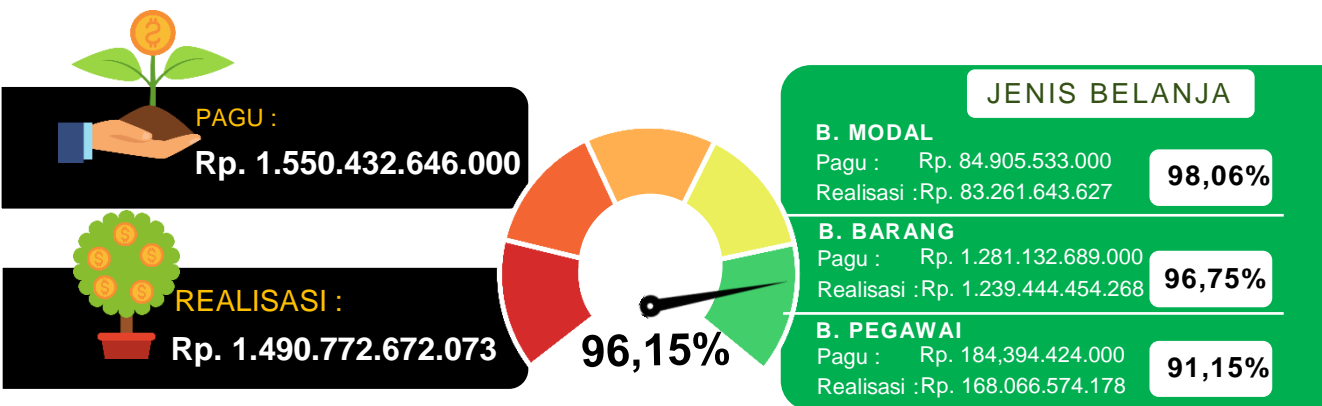 PAGU :
Rp. 1.550.432.646.000
REALISASI :
Rp. 1.490.772.672.073
96,15%
JENIS BELANJA
B. MODAL
Pagu : Rp. 84.905.533.000
Realisasi : Rp. 83.261.643.627
98,06%
B. BARANG
Pagu : Rp. 1.281.132.689.000
Realisasi : Rp. 1.239.444.454.268
96,75%
B. PEGAWAI
Pagu : Rp. 184,394.424.000
Realisasi : Rp. 168.066.574.178
91,15%